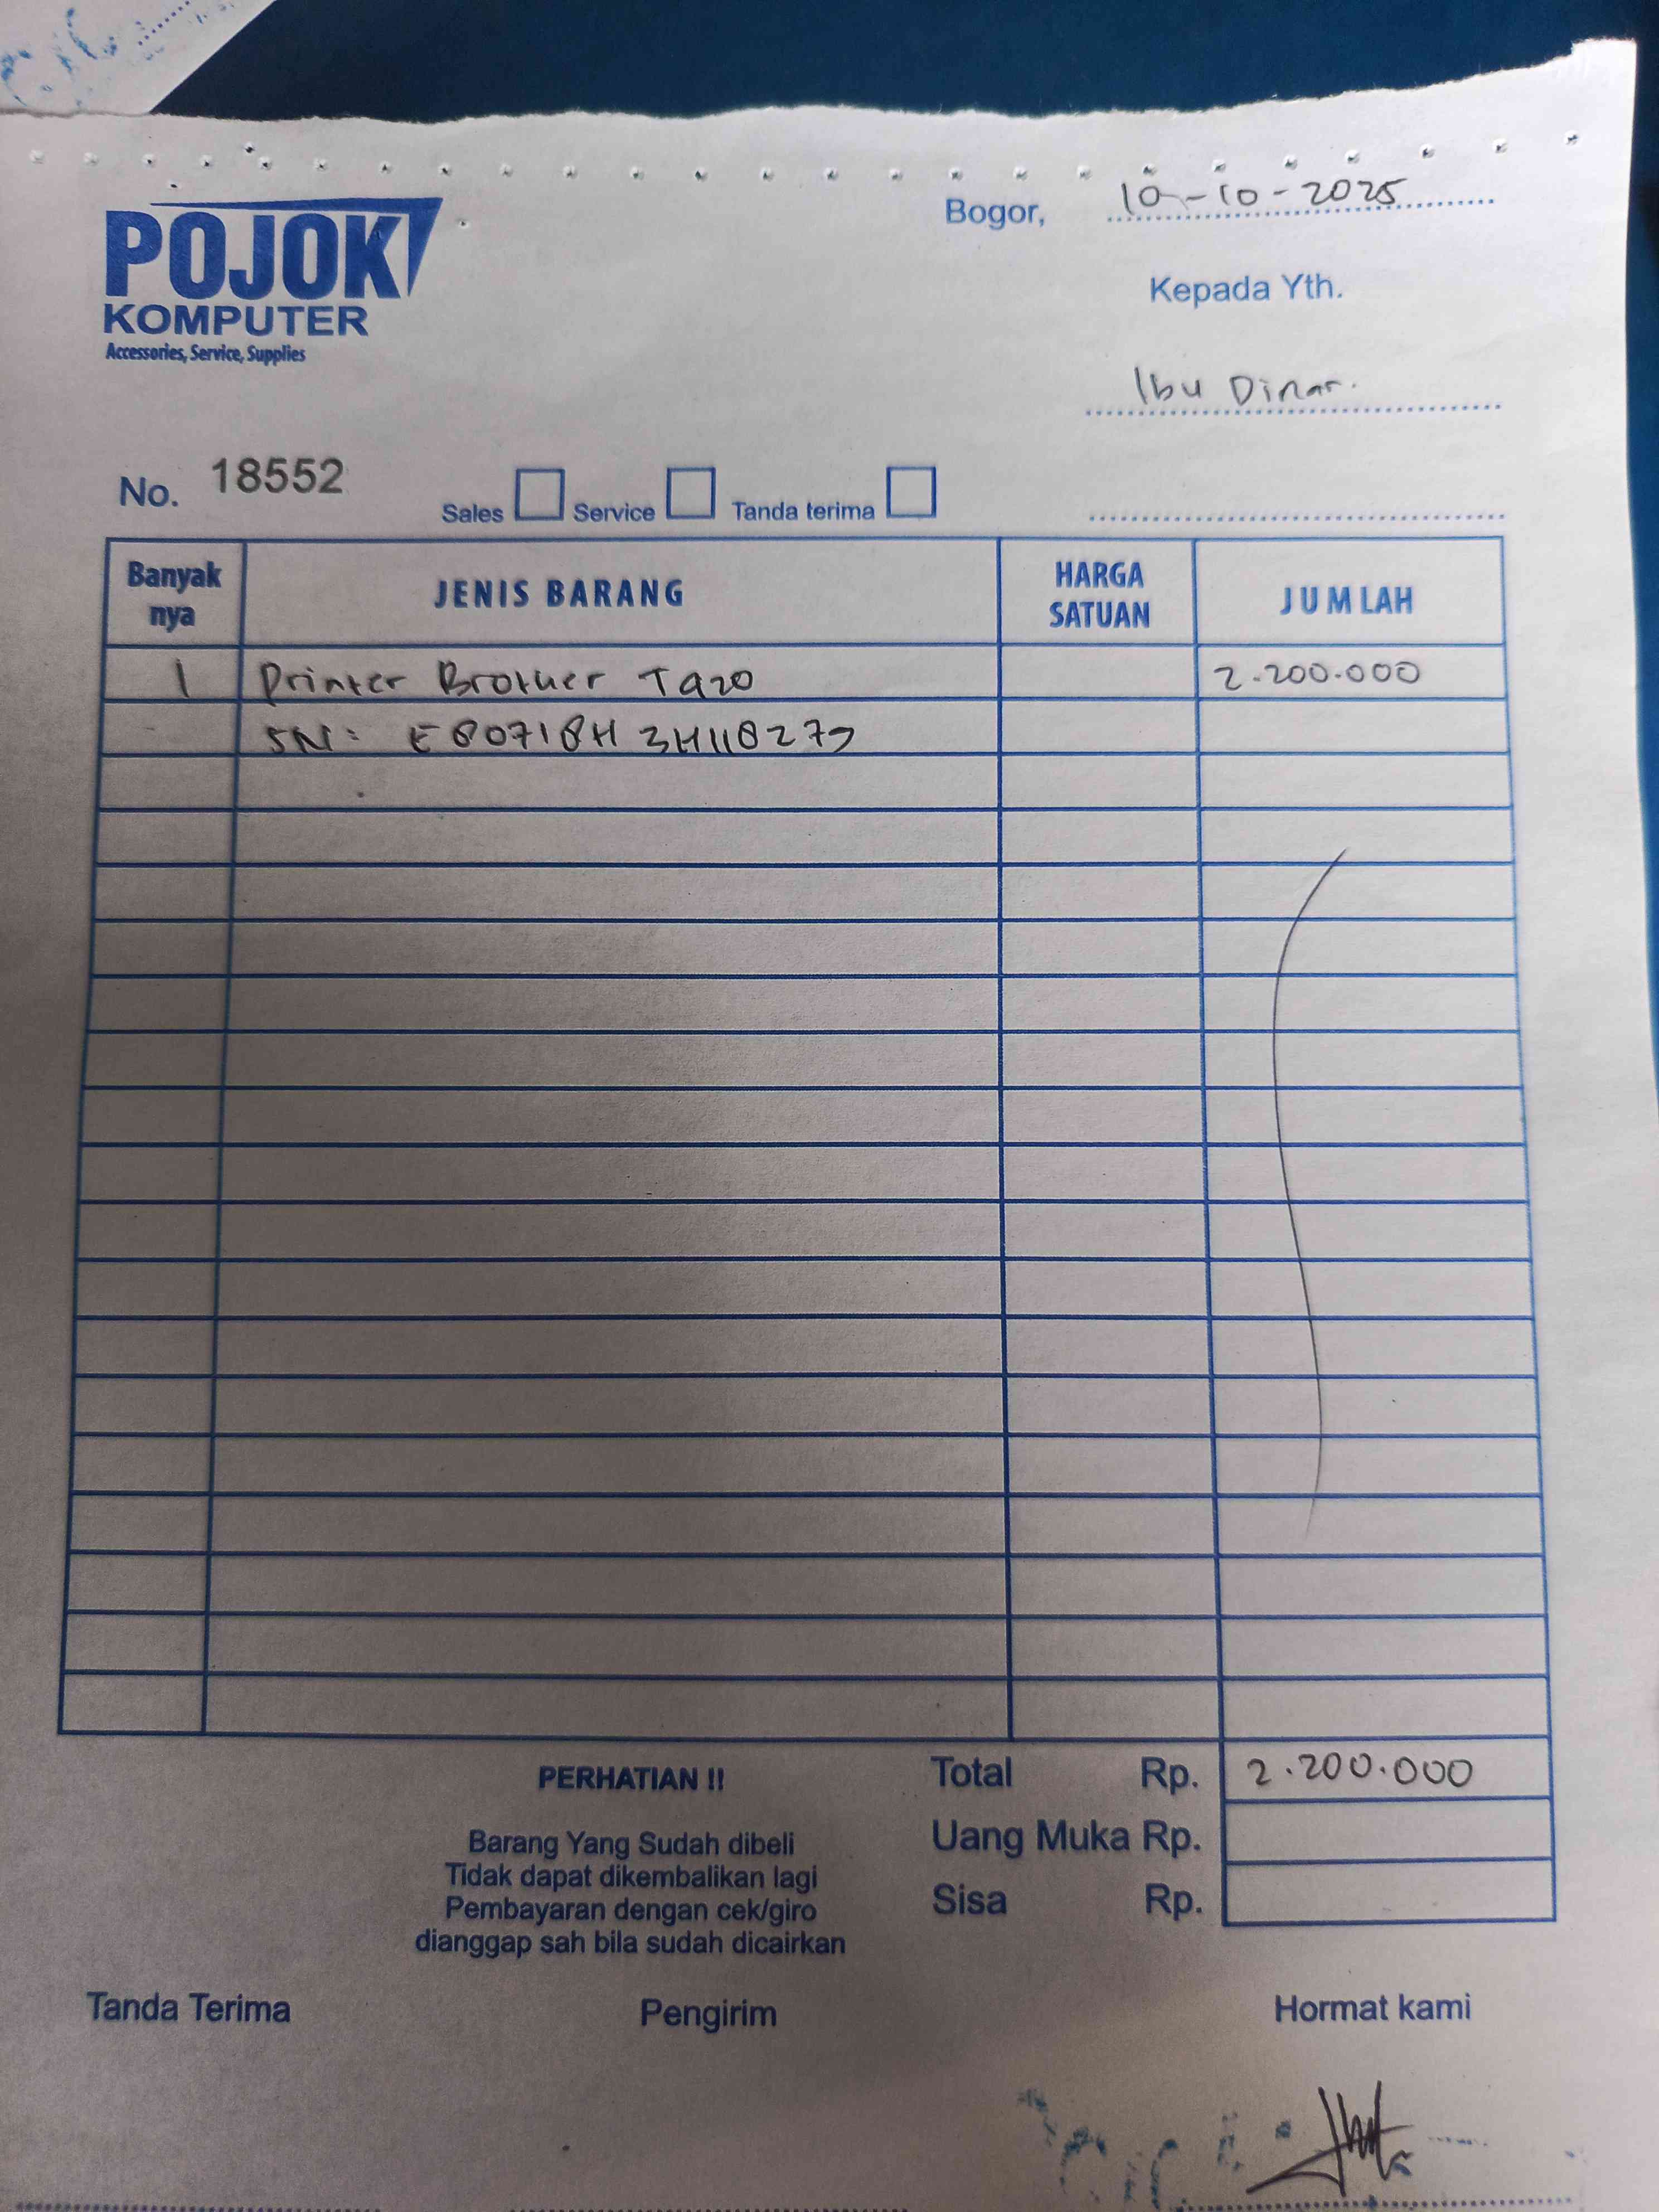 POJOK
KOMPUTER
Accessories, Service, Supplies
Bogor, 10-10-2025
Kepada Yth.
Ibu Dinar.
No. 18552
Sales Service Tanda terima
Banyak nya JENIS BARANG HARGA SATUAN JUMLAH
1 Printer Brother T920 2.200.000
SN: E80718H3H118279
Total Rp. 2.200.000
Uang Muka Rp.
Sisa Rp.
PERHATIAN !!
Barang Yang Sudah dibeli
Tidak dapat dikembalikan lagi
Pembayaran dengan cek/giro
dianggap sah bila sudah dicairkan
Tanda Terima Pengirim Hormat kami